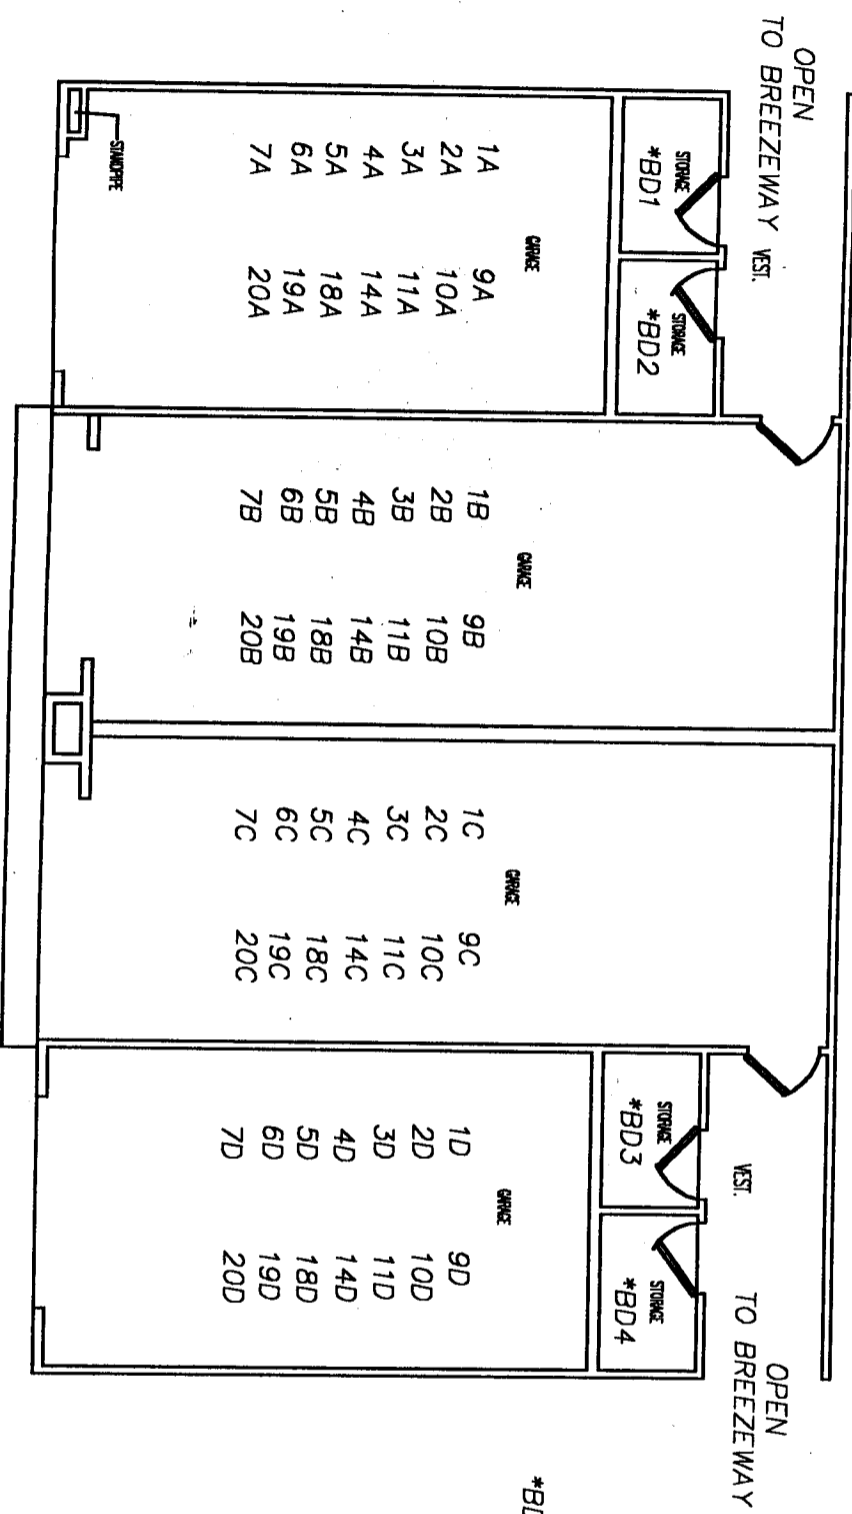 OPEN
TO BREEZEWAY
VEST.
STORAGE
*BD1
STORAGE
*BD2
GARAGE
1A 9A
2A 10A
3A 11A
4A 14A
5A 18A
6A 19A
7A 20A
STANDPIPE
GARAGE
1B 9B
2B 10B
3B 11B
4B 14B
5B 18B
6B 19B
7B 20B
GARAGE
1C 9C
2C 10C
3C 11C
4C 14C
5C 18C
6C 19C
7C 20C
OPEN
TO BREEZEWAY
VEST.
STORAGE
*BD3
STORAGE
*BD4
GARAGE
1D 9D
2D 10D
3D 11D
4D 14D
5D 18D
6D 19D
7D 20D